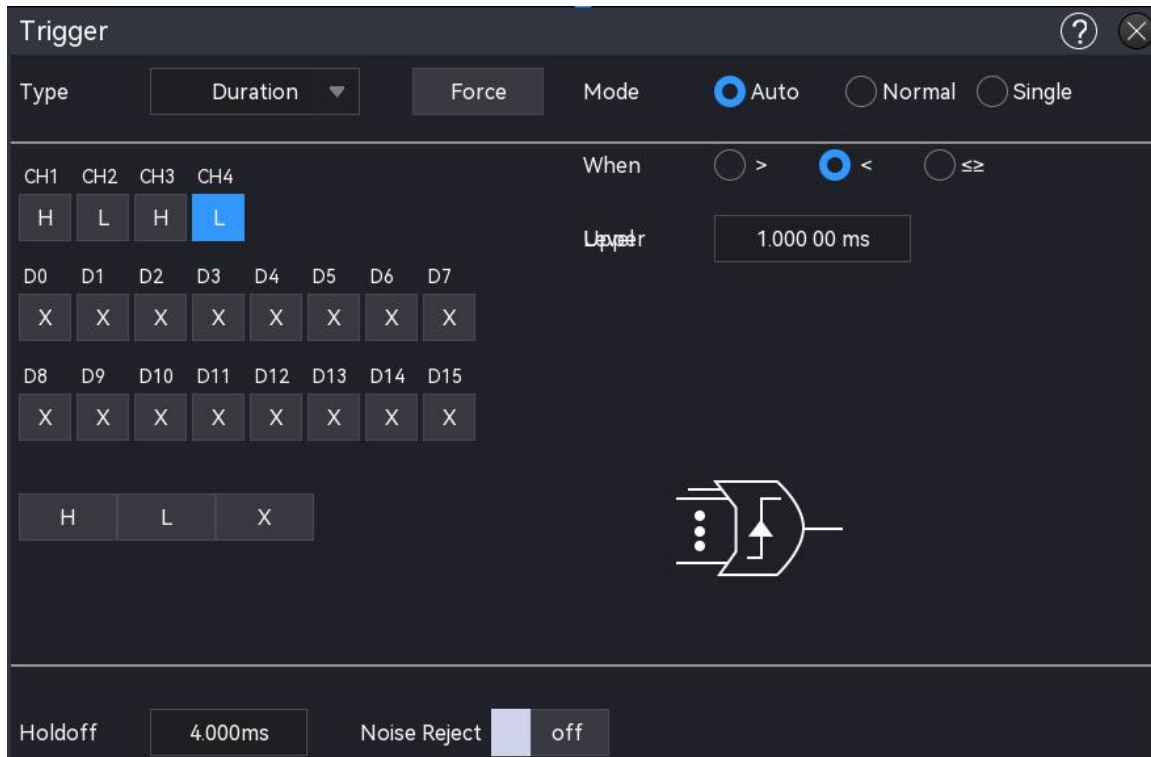 Trigger ?
Type Duration Force Mode Auto Normal Single
When > < ≤≥
CH1 CH2 CH3 CH4
H L H L
Upper 1.000 00 ms
D0 D1 D2 D3 D4 D5 D6 D7
X X X X X X X X
D8 D9 D10 D11 D12 D13 D14 D15
X X X X X X X X
H L X
Holdoff 4.000ms Noise Reject off